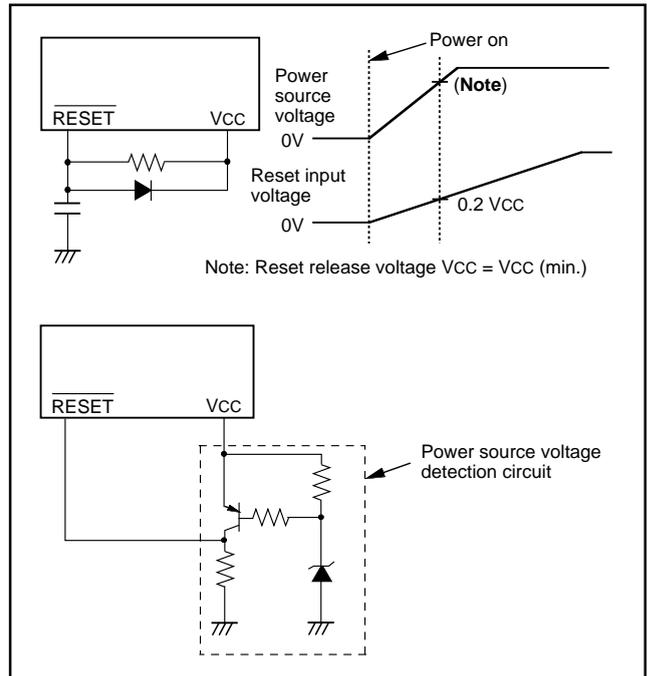 RESET VCC
Power on
Power
source
voltage
(Note)
0V
Reset input
voltage
0V
0.2 VCC
Note: Reset release voltage VCC = VCC (min.)
RESET VCC
Power source voltage
detection circuit